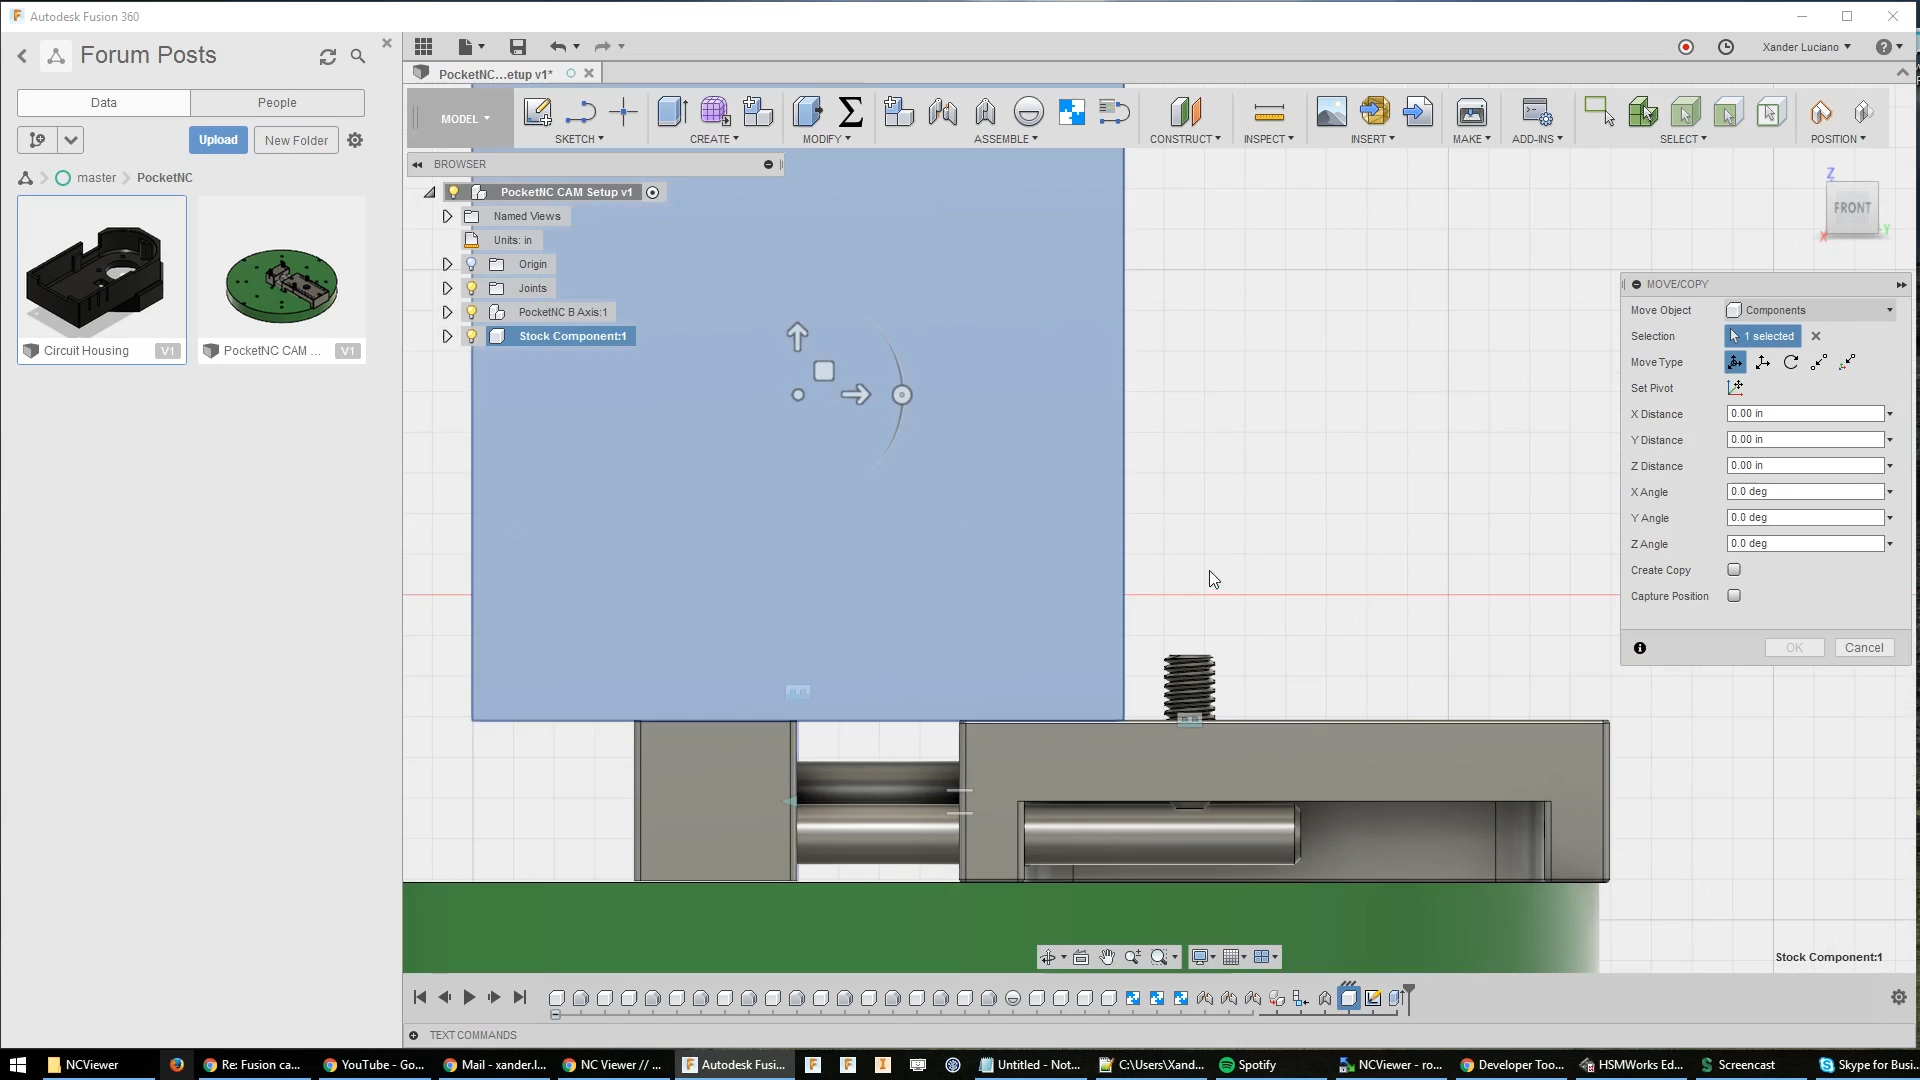 Autodesk Fusion 360
Forum Posts
Data
People
Upload
New Folder
master
PocketNC
Circuit Housing
V1
PocketNC CAM ...
V1
Xander Luciano
PocketNC...etup v1*
MODEL
SKETCH
CREATE
MODIFY
ASSEMBLE
CONSTRUCT
INSPECT
INSERT
MAKE
ADD-INS
SELECT
POSITION
BROWSER
PocketNC CAM Setup v1
Named Views
Units: in
Origin
Joints
PocketNC B Axis:1
Stock Component:1
Z
FRONT
X
Y
MOVE/COPY
Move Object
Components
Selection
1 selected
Move Type
Set Pivot
X Distance
0.00 in
Y Distance
0.00 in
Z Distance
0.00 in
X Angle
0.0 deg
Y Angle
0.0 deg
Z Angle
0.0 deg
Create Copy
Capture Position
OK
Cancel
Stock Component:1
TEXT COMMANDS
NCViewer
Re: Fusion ca...
YouTube - Go...
Mail - xander.l...
NC Viewer // ...
Autodesk Fusi...
Untitled - Not...
C:\Users\Xand...
Spotify
NCViewer - ro...
Developer Too...
HSMWorks Ed...
Screencast
Skype for Busi...